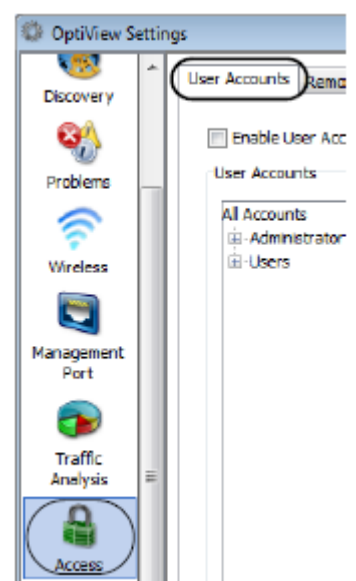 OptiView Settings
Discovery
Problems
Wireless
Management
Port
Traffic
Analysis
Access
User Accounts
Remo
Enable User Acc
User Accounts
All Accounts
Administrator
Users